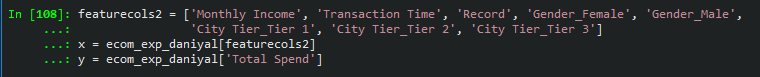 In [108]: featurecols2 = ['Monthly Income', 'Transaction Time', 'Record', 'Gender_Female', 'Gender_Male',
     ...:                 'City Tier_Tier 1', 'City Tier_Tier 2', 'City Tier_Tier 3']
     ...: x = ecom_exp_daniyal[featurecols2]
     ...: y = ecom_exp_daniyal['Total Spend']